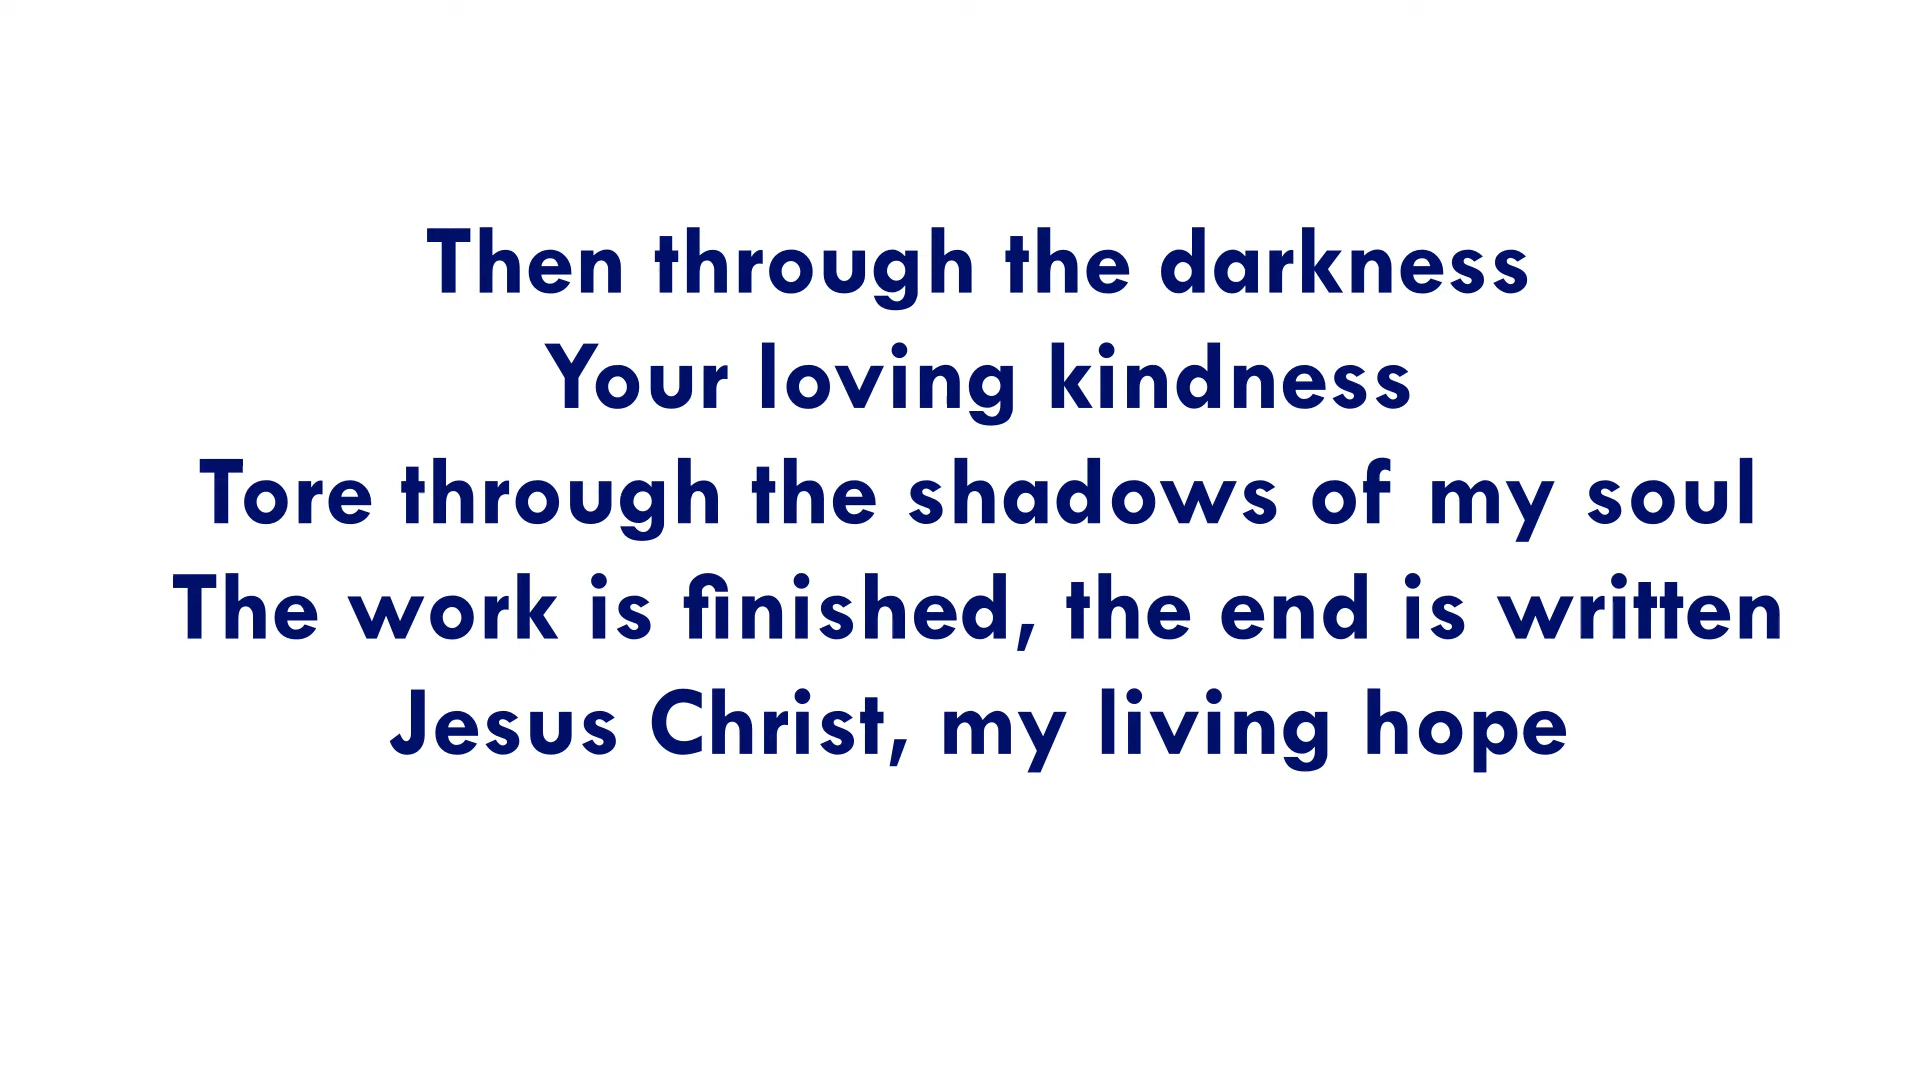 Then through the darkness
Your loving kindness
Tore through the shadows of my soul
The work is finished, the end is written
Jesus Christ, my living hope